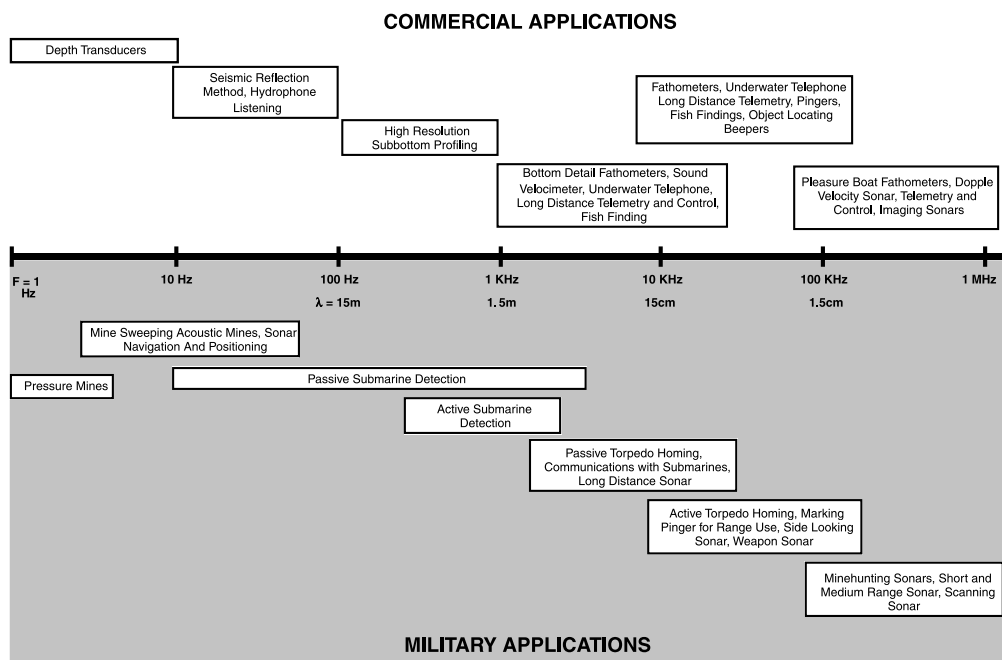 COMMERCIAL APPLICATIONS
Depth Transducers
Seismic Reflection
Method, Hydrophone
Listening
High Resolution
Subbottom Profiling
Fathometers, Underwater Telephone
Long Distance Telemetry, Pingers,
Fish Findings, Object Locating
Beepers
Bottom Detail Fathometers, Sound
Velocimeter, Underwater Telephone,
Long Distance Telemetry and Control,
Fish Finding
Pleasure Boat Fathometers, Dopple
Velocity Sonar, Telemetry and
Control, Imaging Sonars
F = 1
Hz
10 Hz
100 Hz
1 KHz
10 KHz
100 KHz
1 MHz
λ = 15m
1.5m
15cm
1.5cm
Mine Sweeping Acoustic Mines, Sonar
Navigation And Positioning
Pressure Mines
Passive Submarine Detection
Active Submarine
Detection
Passive Torpedo Homing,
Communications with Submarines,
Long Distance Sonar
Active Torpedo Homing, Marking
Pinger for Range Use, Side Looking
Sonar, Weapon Sonar
Minehunting Sonars, Short and
Medium Range Sonar, Scanning
Sonar
MILITARY APPLICATIONS